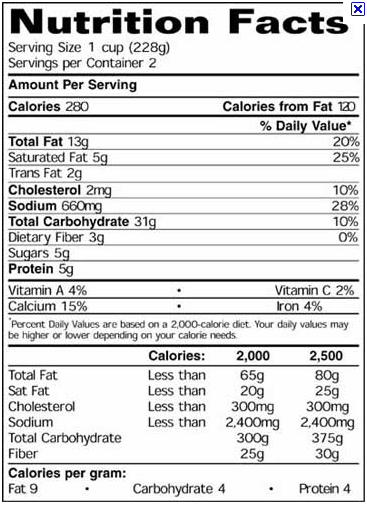 Nutrition Facts
Serving Size 1 cup (228g)
Servings per Container 2
Amount Per Serving
Calories 280 Calories from Fat 120
% Daily Value*
Total Fat 13g 20%
Saturated Fat 5g 25%
Trans Fat 2g
Cholesterol 2mg 10%
Sodium 660mg 28%
Total Carbohydrate 31g 10%
Dietary Fiber 3g 0%
Sugars 5g
Protein 5g
Vitamin A 4% • Vitamin C 2%
Calcium 15% • Iron 4%
*Percent Daily Values are based on a 2,000-calorie diet. Your daily values may
be higher or lower depending on your calorie needs.
Calories: 2,000 2,500
Total Fat Less than 65g 80g
Sat Fat Less than 20g 25g
Cholesterol Less than 300mg 300mg
Sodium Less than 2,400mg 2,400mg
Total Carbohydrate 300g 375g
Fiber 25g 30g
Calories per gram:
Fat 9 • Carbohydrate 4 • Protein 4